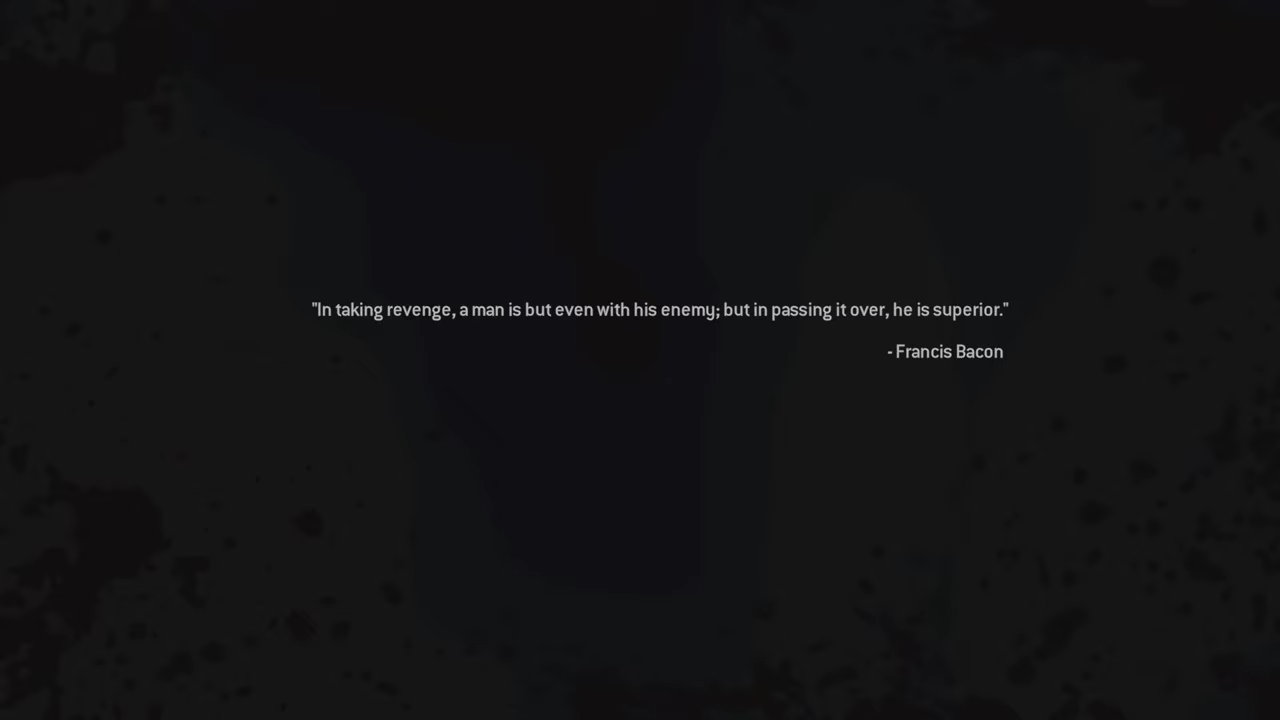 "In taking revenge, a man is but even with his enemy; but in passing it over, he is superior."
- Francis Bacon